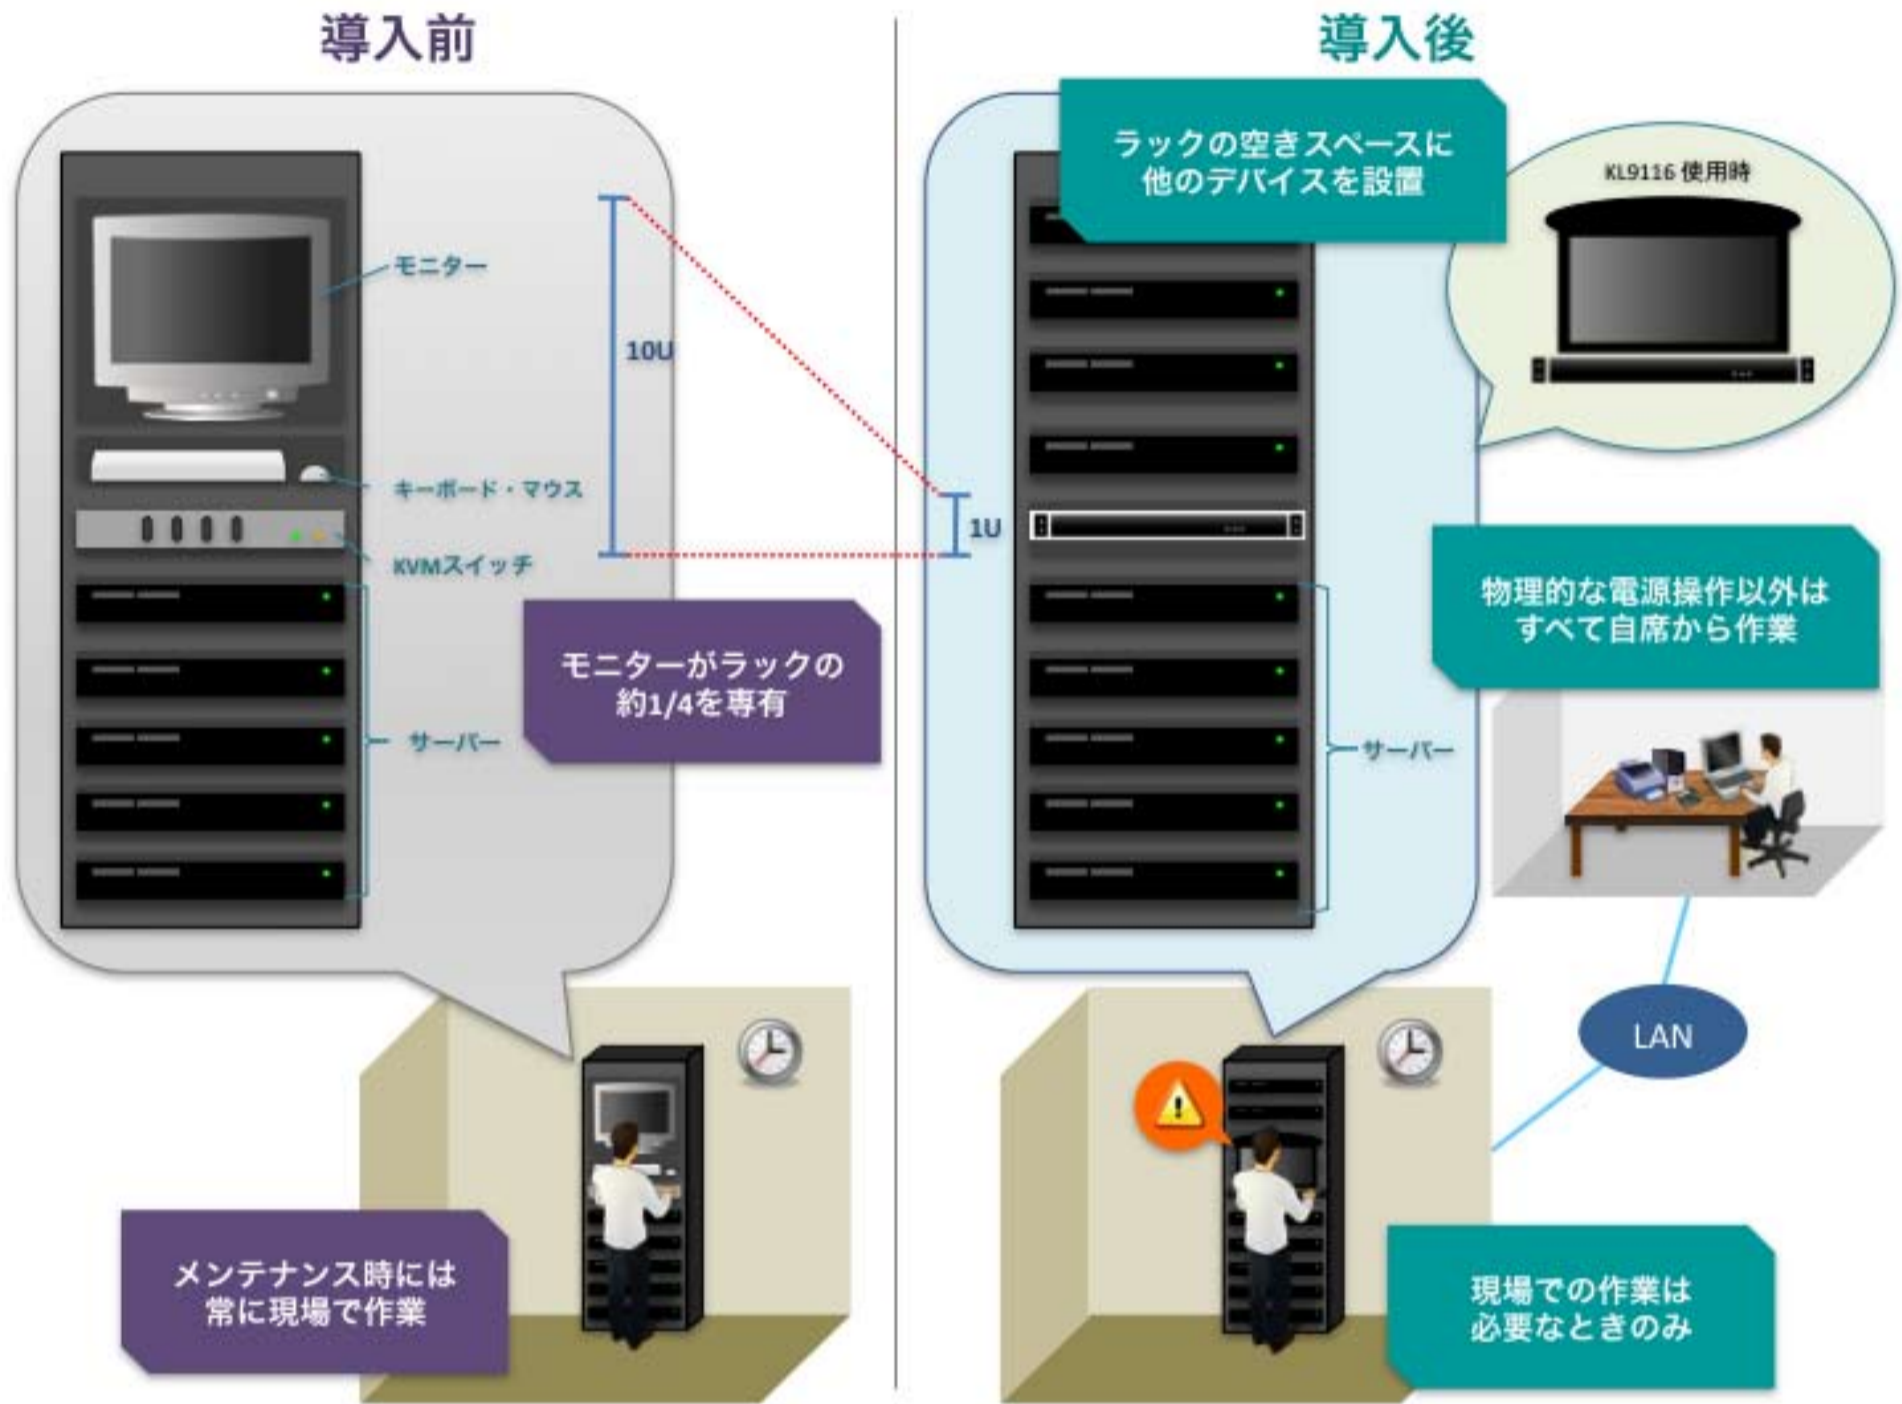 導入前
モニター
10U
キーボード・マウス
KVMスイッチ
モニターがラックの
約1/4を専有
サーバー
メンテナンス時には
常に現場で作業
導入後
ラックの空きスペースに
他のデバイスを設置
KL9116 使用時
1U
物理的な電源操作以外は
すべて自席から作業
サーバー
LAN
現場での作業は
必要なときのみ